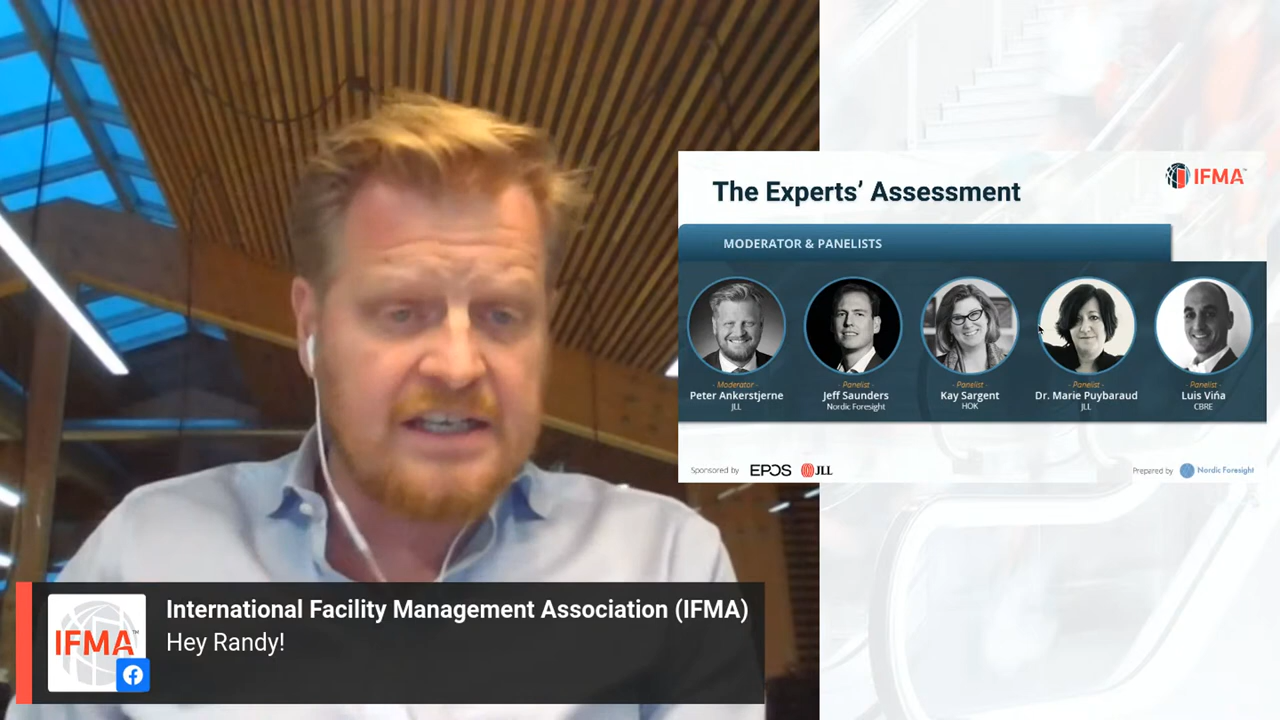 The Experts’ Assessment
IFMA
MODERATOR & PANELISTS
- Moderator -
Peter Ankerstjerne
JLL
- Panelist -
Jeff Saunders
Nordic Foresight
- Panelist -
Kay Sargent
HOK
- Panelist -
Dr. Marie Puybaraud
JLL
- Panelist -
Luis Vińa
CBRE
Sponsored by EPOS JLL
Prepared by Nordic Foresight
IFMA™
International Facility Management Association (IFMA)
Hey Randy!